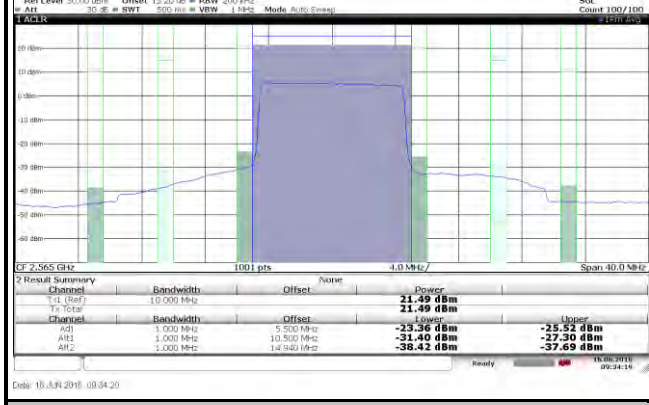 Ref Level 30.00 dBm Offset 13.20 dB RBW 200 kHz SGL
Att 30 dB SWT 500 ms VBW 1 MHz Mode Auto Sweep Count 100/100
1 ACLR 1Rm Avg
20 dBm
10 dBm
0 dBm
-10 dBm
-20 dBm
-30 dBm
-40 dBm
-50 dBm
-60 dBm
CF 2.565 GHz 1001 pts 4.0 MHz/ Span 40.0 MHz
2 Result Summary None
Channel Bandwidth Offset Power
Tx1 (Ref) 10.000 MHz 21.49 dBm
Tx Total 21.49 dBm
Channel Bandwidth Offset Lower Upper
Adj 1.000 MHz 5.500 MHz -23.36 dBm -25.52 dBm
Alt1 1.000 MHz 10.500 MHz -31.40 dBm -27.30 dBm
Alt2 1.000 MHz 14.940 MHz -38.42 dBm -37.69 dBm
Ready 16.06.2016
09:34:19
Date: 16.JUN.2016 09:34:20